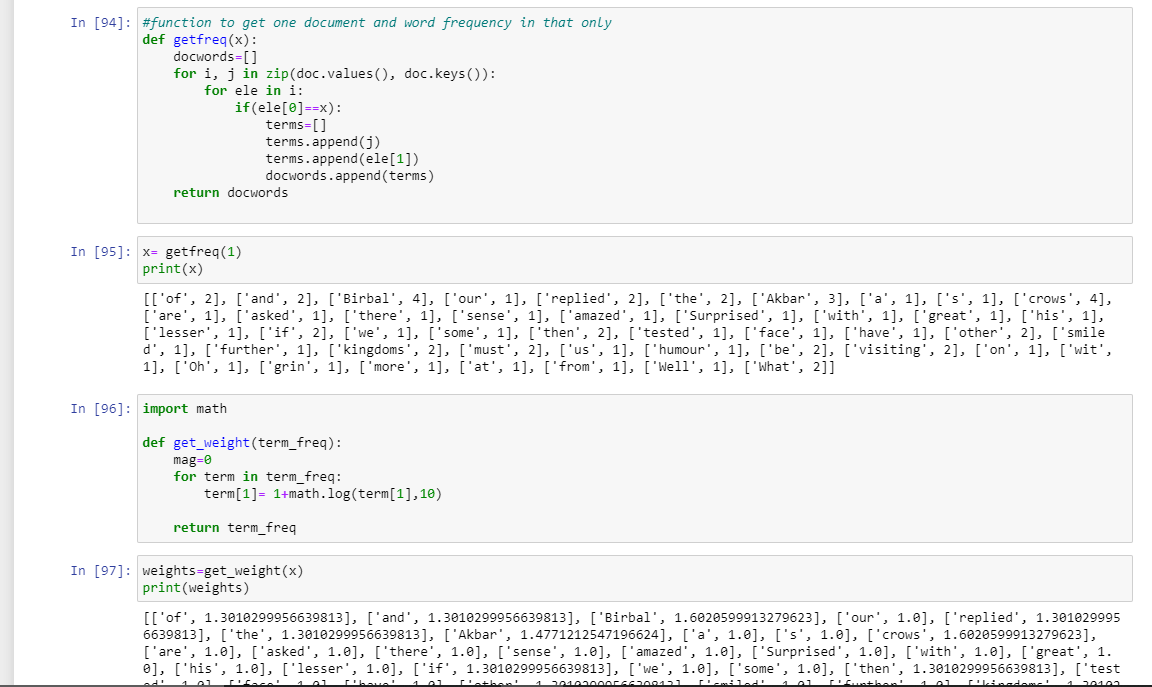 In [94]: #function to get one document and word frequency in that only
def getfreq(x):
    docwords=[]
    for i, j in zip(doc.values(), doc.keys()):
        for ele in i:
            if(ele[0]==x):
                terms=[]
                terms.append(j)
                terms.append(ele[1])
                docwords.append(terms)
    return docwords
In [95]: x= getfreq(1)
print(x)
[['of', 2], ['and', 2], ['Birbal', 4], ['our', 1], ['replied', 2], ['the', 2], ['Akbar', 3], ['a', 1], ['s', 1], ['crows', 4],
['are', 1], ['asked', 1], ['there', 1], ['sense', 1], ['amazed', 1], ['Surprised', 1], ['with', 1], ['great', 1], ['his', 1],
['lesser', 1], ['if', 2], ['we', 1], ['some', 1], ['then', 2], ['tested', 1], ['face', 1], ['have', 1], ['other', 2], ['smile
d', 1], ['further', 1], ['kingdoms', 2], ['must', 2], ['us', 1], ['humour', 1], ['be', 2], ['visiting', 2], ['on', 1], ['wit',
1], ['Oh', 1], ['grin', 1], ['more', 1], ['at', 1], ['from', 1], ['Well', 1], ['What', 2]]
In [96]: import math
def get_weight(term_freq):
    mag=0
    for term in term_freq:
        term[1]= 1+math.log(term[1],10)
    return term_freq
In [97]: weights=get_weight(x)
print(weights)
[['of', 1.3010299956639813], ['and', 1.3010299956639813], ['Birbal', 1.6020599913279623], ['our', 1.0], ['replied', 1.301029995
6639813], ['the', 1.3010299956639813], ['Akbar', 1.4771212547196624], ['a', 1.0], ['s', 1.0], ['crows', 1.6020599913279623],
['are', 1.0], ['asked', 1.0], ['there', 1.0], ['sense', 1.0], ['amazed', 1.0], ['Surprised', 1.0], ['with', 1.0], ['great', 1.
0], ['his', 1.0], ['lesser', 1.0], ['if', 1.3010299956639813], ['we', 1.0], ['some', 1.0], ['then', 1.3010299956639813], ['test